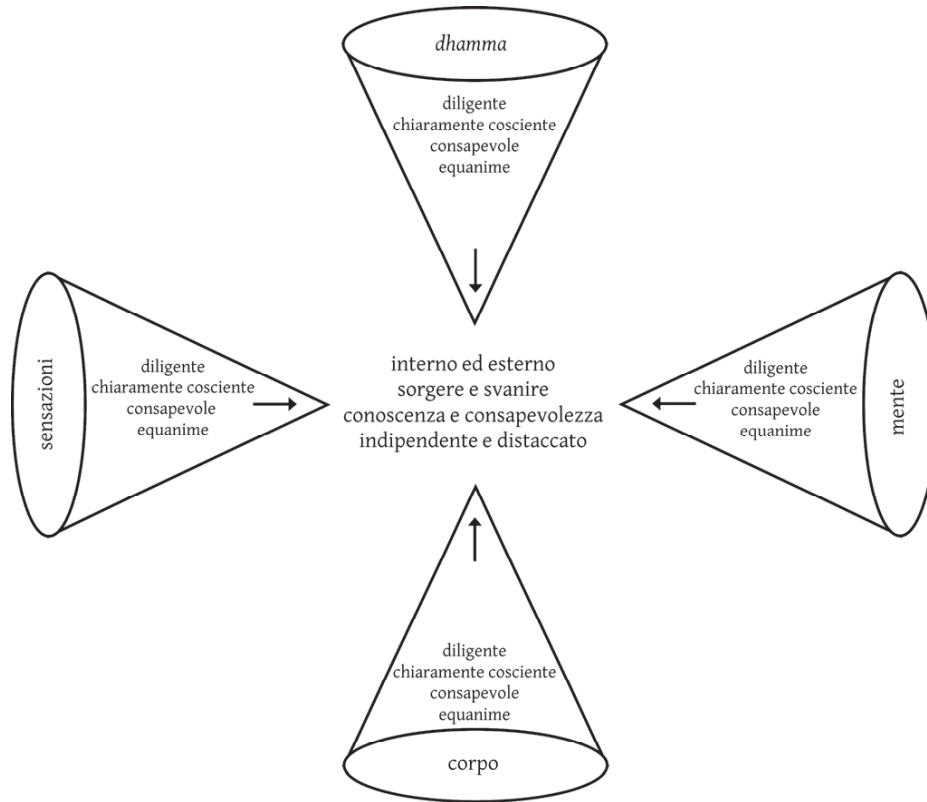 dhamma
diligente
chiaramente cosciente
consapevole
equanime
sensazioni
diligente
chiaramente cosciente
consapevole
equanime
interno ed esterno
sorgere e svanire
conoscenza e consapevolezza
indipendente e distaccato
diligente
chiaramente cosciente
consapevole
equanime
mente
diligente
chiaramente cosciente
consapevole
equanime
corpo